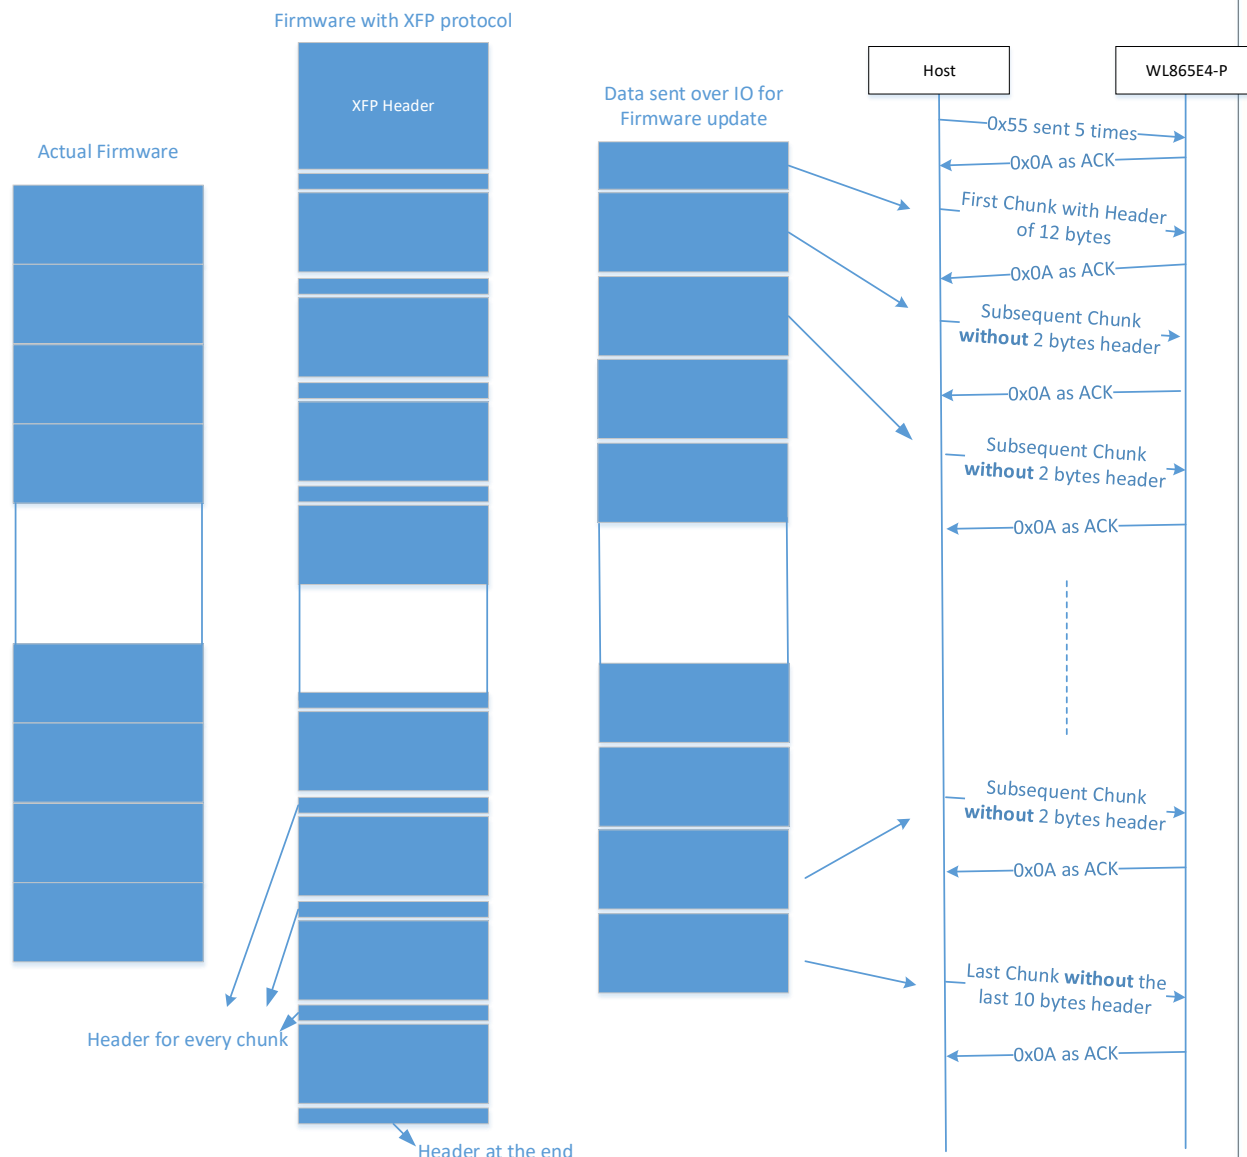 Firmware with XFP protocol
XFP Header
Actual Firmware
Data sent over IO for
Firmware update
Header for every chunk
Header at the end
Host
WL865E4-P
0x55 sent 5 times
0x0A as ACK
First Chunk with Header
of 12 bytes
0x0A as ACK
Subsequent Chunk
without 2 bytes header
0x0A as ACK
Subsequent Chunk
without 2 bytes header
0x0A as ACK
Subsequent Chunk
without 2 bytes header
0x0A as ACK
Last Chunk without the
last 10 bytes header
0x0A as ACK